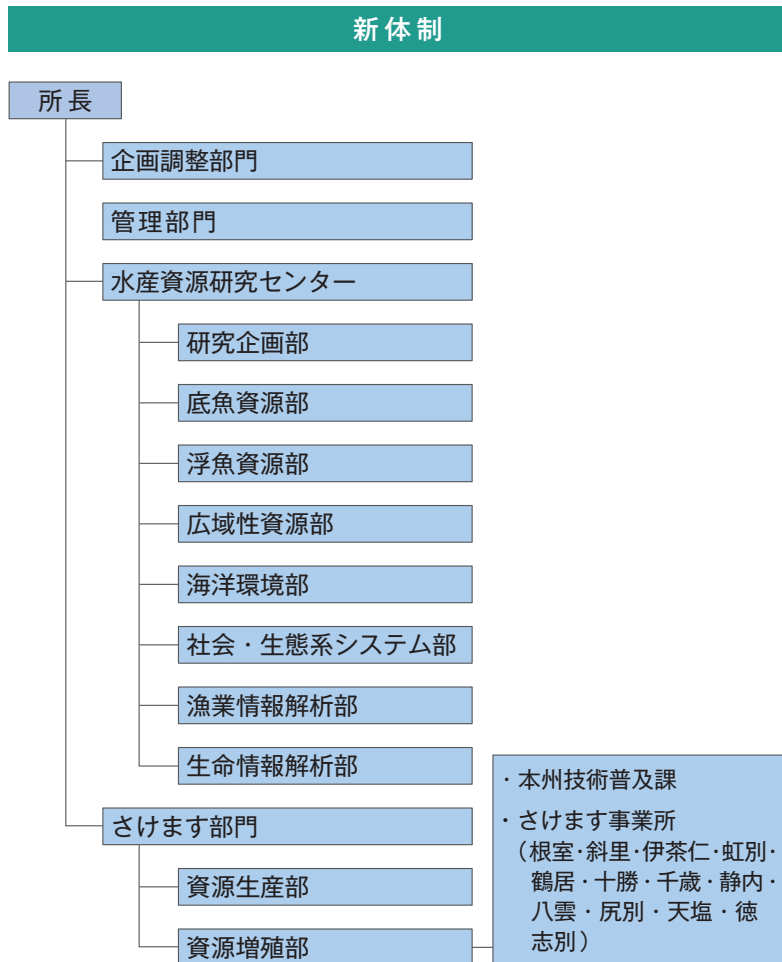 新体制
所長
企画調整部門
管理部門
水産資源研究センター
研究企画部
底魚資源部
浮魚資源部
広域性資源部
海洋環境部
社会・生態系システム部
漁業情報解析部
生命情報解析部
さけます部門
資源生産部
資源増殖部
・本州技術普及課
・さけます事業所
（根室・斜里・伊茶仁・虹別・
鶴居・十勝・千歳・静内・
八雲・尻別・天塩・徳
志別）